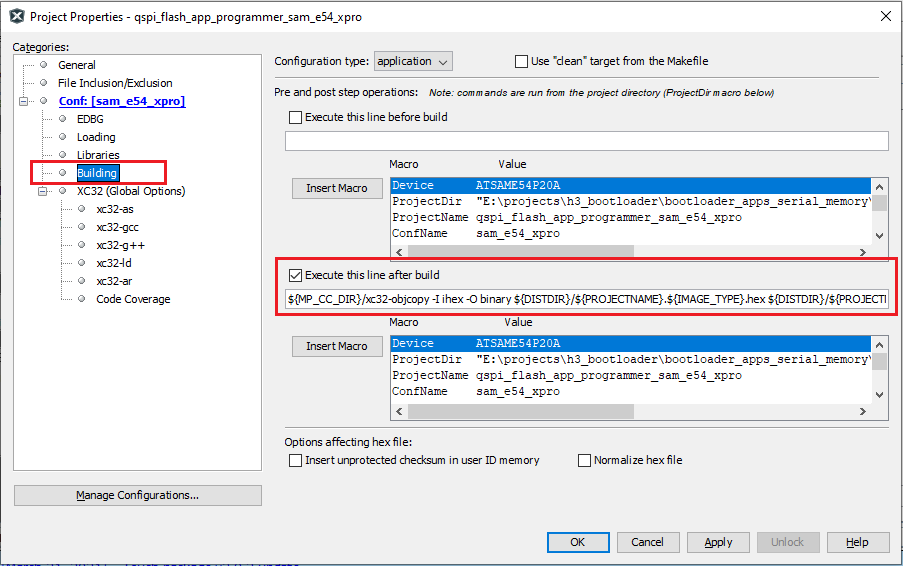 Project Properties - qspi_flash_app_programmer_sam_e54_xpro
Categories:
General
File Inclusion/Exclusion
Conf: [sam_e54_xpro]
EDBG
Loading
Libraries
Building
XC32 (Global Options)
xc32-as
xc32-gcc
xc32-g++
xc32-ld
xc32-ar
Code Coverage
Manage Configurations...
Configuration type: application
Use "clean" target from the Makefile
Pre and post step operations: Note: commands are run from the project directory (ProjectDir macro below)
Execute this line before build
Macro Value
Insert Macro
Device ATSAME54P20A
ProjectDir "E:\projects\h3_bootloader\bootloader_apps_serial_memory\
ProjectName qspi_flash_app_programmer_sam_e54_xpro
ConfName sam_e54_xpro
Execute this line after build
${MP_CC_DIR}/xc32-objcopy -I ihex -O binary ${DISTDIR}/${PROJECTNAME}.${IMAGE_TYPE}.hex ${DISTDIR}/${PROJECT
Macro Value
Insert Macro
Device ATSAME54P20A
ProjectDir "E:\projects\h3_bootloader\bootloader_apps_serial_memory\
ProjectName qspi_flash_app_programmer_sam_e54_xpro
ConfName sam_e54_xpro
Options affecting hex file:
Insert unprotected checksum in user ID memory
Normalize hex file
OK
Cancel
Apply
Unlock
Help